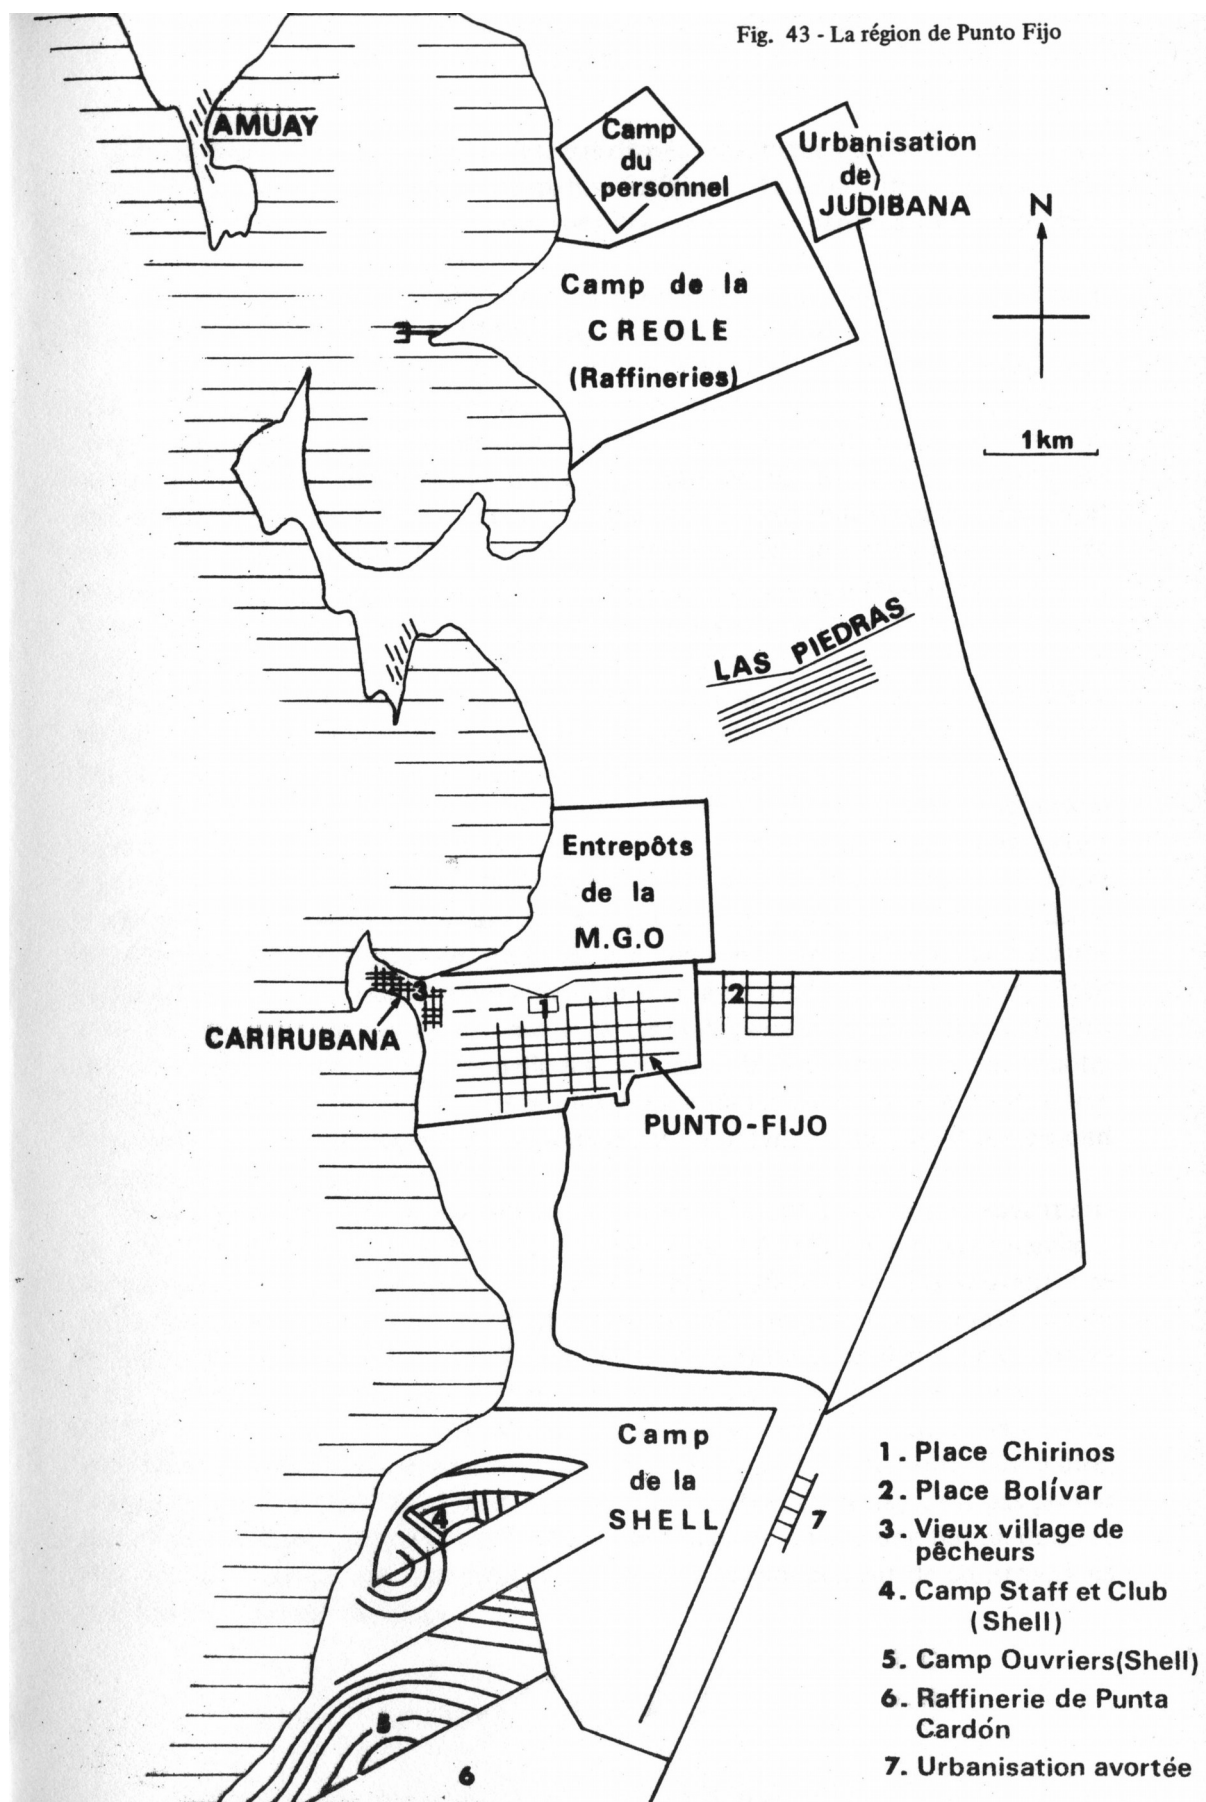 Fig. 43 - La région de Punto Fijo
AMUAY
Camp
du
personnel
Urbanisation
de
JUDIBANA
N
Camp de la
CREOLE
(Raffineries)
1km
LAS PIEDRAS
Entrepôts
de la
M.G.O
3
1
2
CARIRUBANA
PUNTO-FIJO
Camp
de la
SHELL
4
7
5
6
1. Place Chirinos
2. Place Bolívar
3. Vieux village de
pêcheurs
4. Camp Staff et Club
(Shell)
5. Camp Ouvriers(Shell)
6. Raffinerie de Punta
Cardón
7. Urbanisation avortée